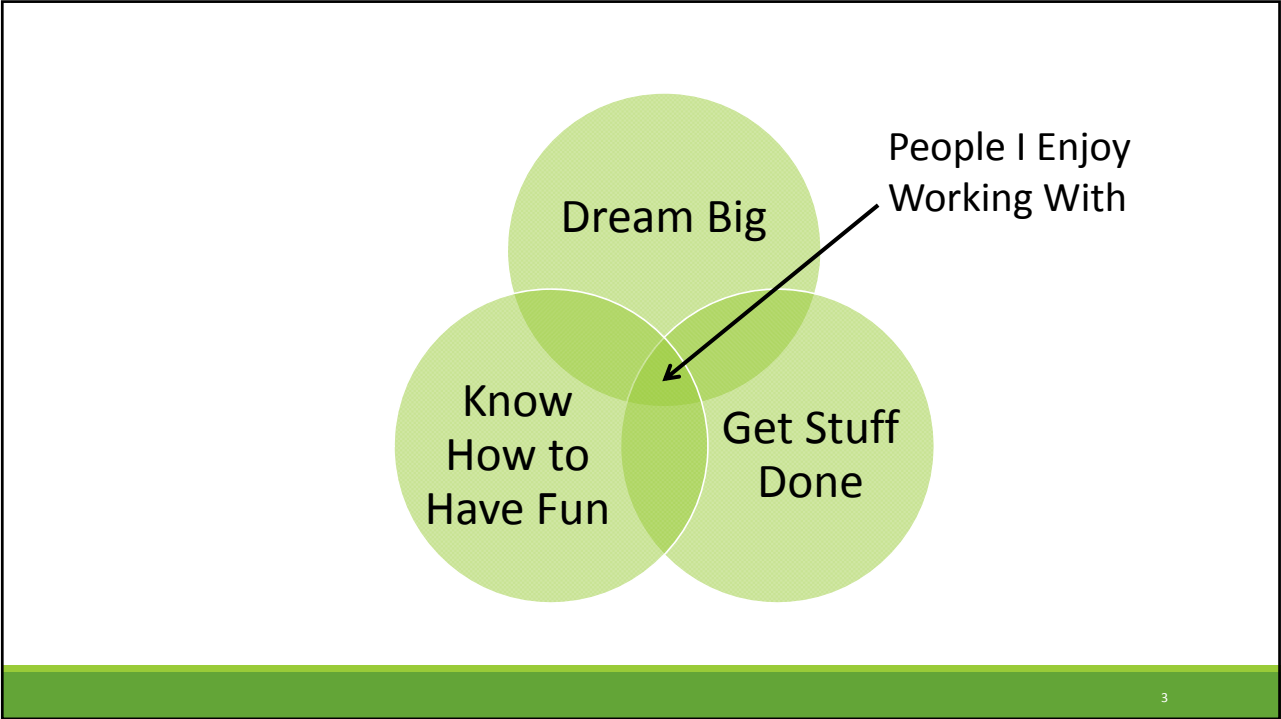 People I Enjoy
Working With
Dream Big
Know
How to
Have Fun
Get Stuff
Done
3